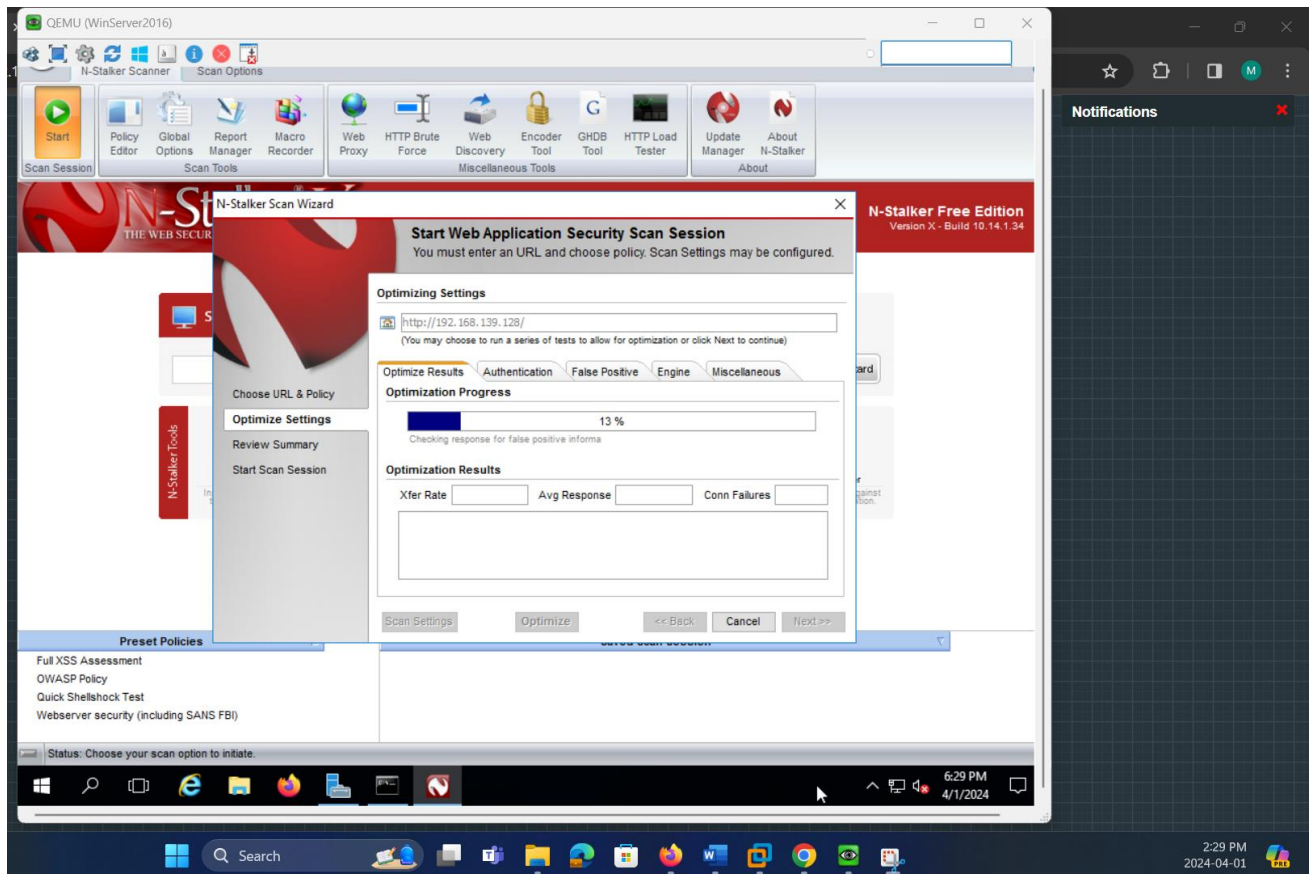 QEMU (WinServer2016)
N-Stalker Scanner Scan Options
Notifications
Start
Policy Editor
Global Options
Report Manager
Macro Recorder
Web Proxy
HTTP Brute Force
Web Discovery
Encoder Tool
GHDB Tool
HTTP Load Tester
Update Manager
About N-Stalker
Scan Session Scan Tools Miscellaneous Tools About
N-St
THE WEB SECUR
N-Stalker Scan Wizard
N-Stalker Free Edition
Version X - Build 10.14.1.34
Start Web Application Security Scan Session
You must enter an URL and choose policy. Scan Settings may be configured.
Optimizing Settings
http://192.168.139.128/
(You may choose to run a series of tests to allow for optimization or click Next to continue)
S
ard
Optimize Results Authentication False Positive Engine Miscellaneous
Choose URL & Policy
Optimize Settings
Review Summary
Start Scan Session
Optimization Progress
13 %
Checking response for false positive informa
Optimization Results
Xfer Rate Avg Response Conn Failures
N-Stalker Tools
Scan Settings Optimize << Back Cancel Next >>
Preset Policies
Full XSS Assessment
OWASP Policy
Quick Shellshock Test
Webserver security (including SANS FBI)
Status: Choose your scan option to initiate.
6:29 PM
4/1/2024
Search
2:29 PM
2024-04-01
M
G
PRE